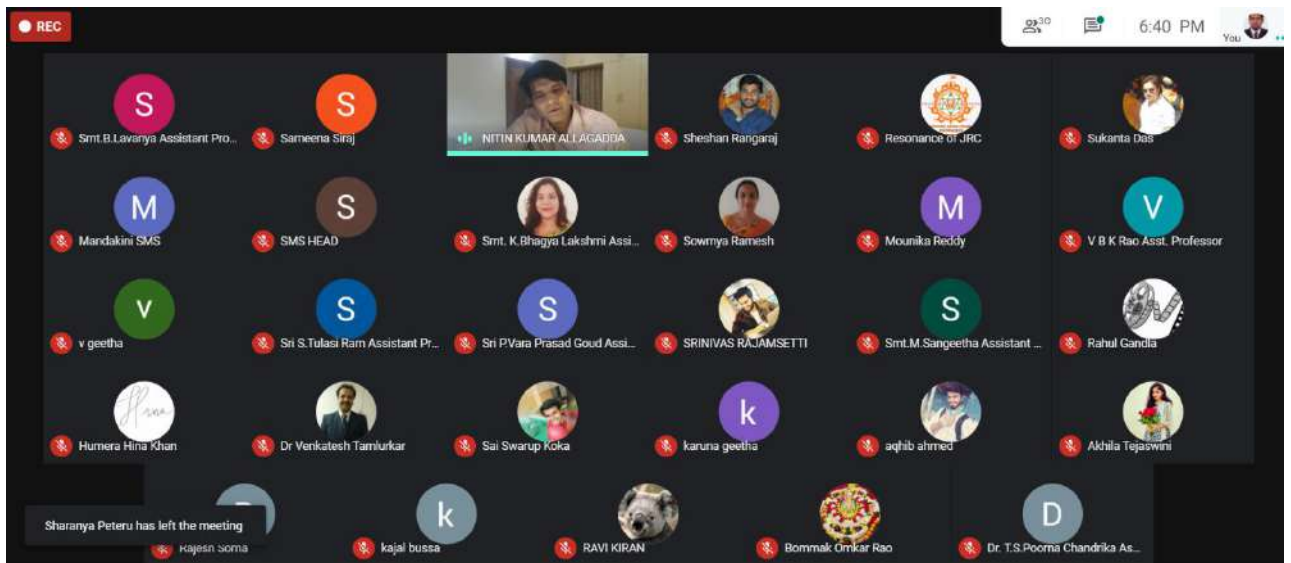 REC
30
6:40 PM
You
S
Smt.B.Lavanya Assistant Pro...
S
Sameena Siraj
NITIN KUMAR ALLAGADDA
Sheshan Rangaraj
Resonance of JRC
Sukanta Das
M
Mandakini SMS
S
SMS HEAD
Smt. K.Bhagya Lakshmi Assi...
Sowmya Ramesh
M
Mounika Reddy
V
V B K Rao Asst. Professor
v
v geetha
S
Sri S.Tulasi Ram Assistant Pr...
S
Sri P.Vara Prasad Goud Assi...
SRINIVAS RAJAMSETTI
S
Smt.M.Sangeetha Assistant ...
Rahul Gandla
Hina
Humera Hina Khan
Dr Venkatesh Tamlurkar
Sai Swarup Koka
k
karuna geetha
aqhib ahmed
Akhila Tejaswini
Sharanya Peteru has left the meeting
Rajesh Soma
k
kajal bussa
RAVI KIRAN
Bommak Omkar Rao
D
Dr. T.S.Poorna Chandrika As...